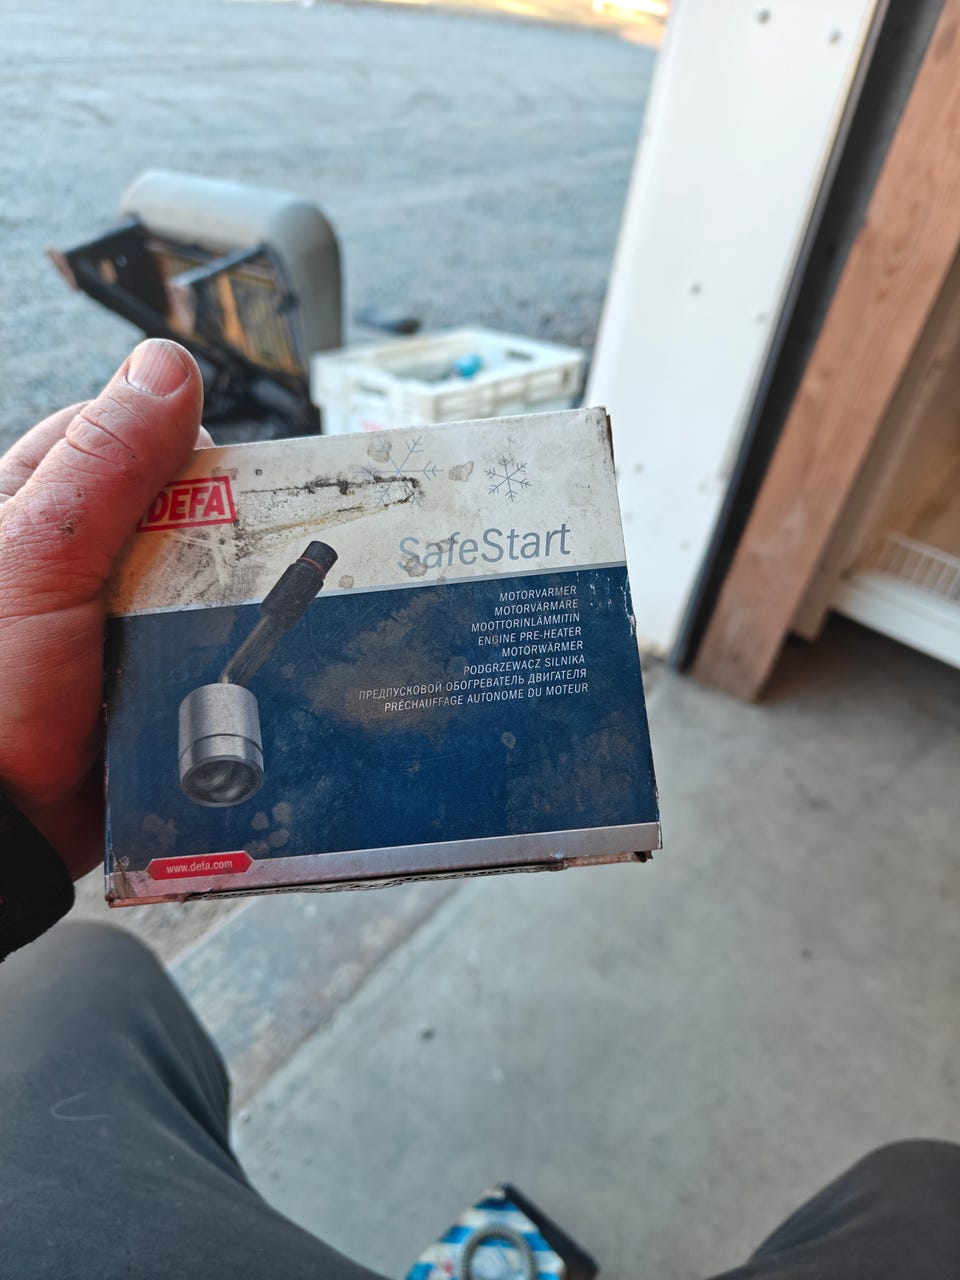 DEFA
SafeStart
MOTORVARMER
MOTORVÄRMARE
MOOTTORINLÄMMITIN
ENGINE PRE-HEATER
MOTORWÄRMER
PODGRZEWACZ SILNIKA
ПРЕДПУСКОВОЙ ОБОГРЕВАТЕЛЬ ДВИГАТЕЛЯ
PRÉCHAUFFAGE AUTONOME DU MOTEUR
www.defa.com